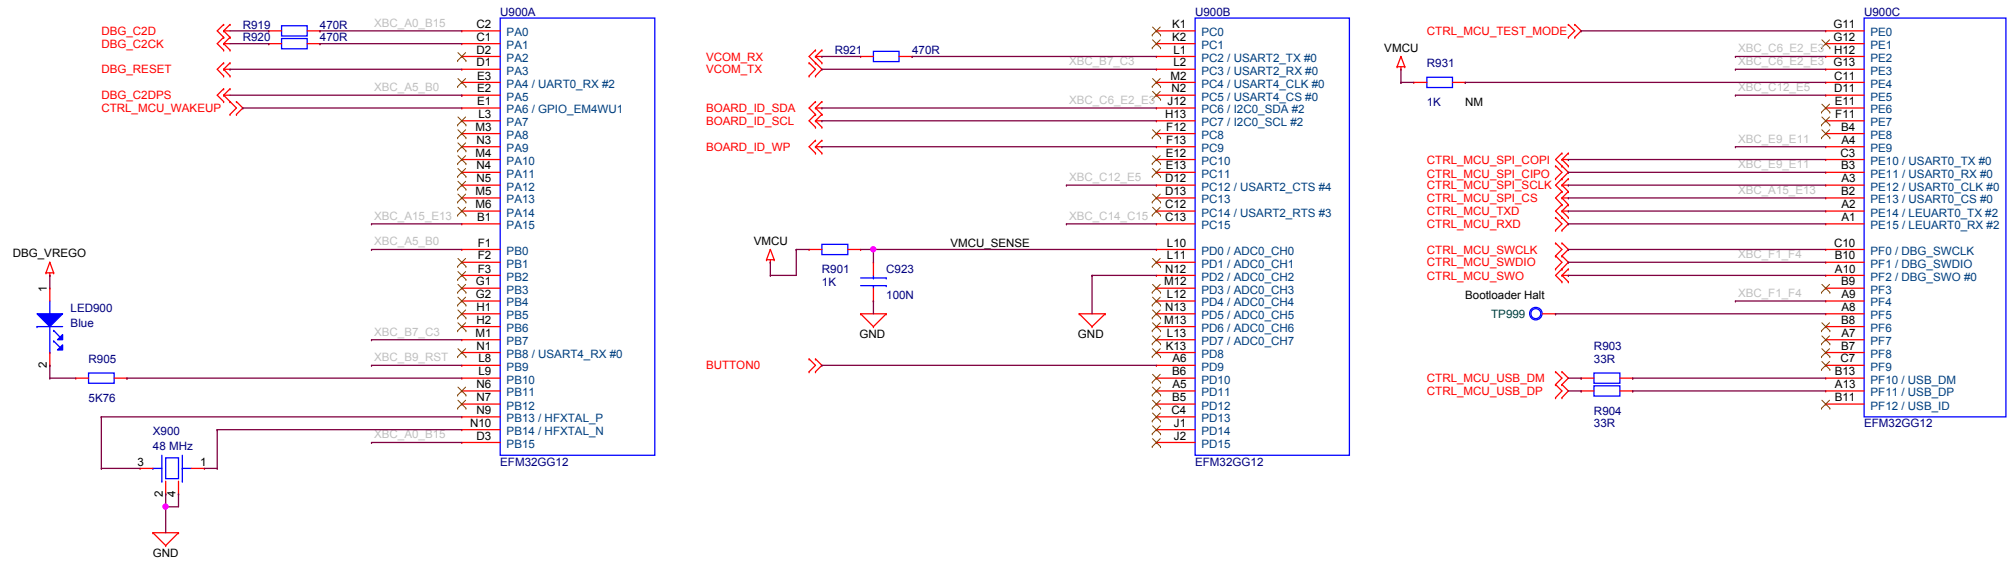 U900A
DBG_C2D R919 470R XBC_A0_B15 C2 PA0
DBG_C2CK R920 470R C1 PA1
D2 PA2
DBG_RESET D1 PA3
E3 PA4 / UART0_RX #2
DBG_C2DPS XBC_A5_B0 E2 PA5
CTRL_MCU_WAKEUP E1 PA6 / GPIO_EM4WU1
L3 PA7
M3 PA8
N3 PA9
M4 PA10
N4 PA11
N5 PA12
M5 PA13
M6 PA14
XBC_A15_E13 B1 PA15
XBC_A5_B0 F1 PB0
F2 PB1
F3 PB2
G1 PB3
G2 PB4
H1 PB5
H2 PB6
XBC_B7_C3 M1 PB7
N1 PB8 / USART4_RX #0
XBC_B9_RST L8 PB9
L9 PB10
N6 PB11
N7 PB12
N9 PB13 / HFXTAL_P
N10 PB14 / HFXTAL_N
XBC_A0_B15 D3 PB15
EFM32GG12
DBG_VREGO
1
LED900
Blue
2
R905
5K76
X900
48 MHz
3 1
2 4
GND
U900B
K1 PC0
K2 PC1
VCOM_RX R921 470R L1 PC2 / USART2_TX #0
VCOM_TX XBC_B7_C3 L2 PC3 / USART2_RX #0
M2 PC4 / USART4_CLK #0
N2 PC5 / USART4_CS #0
BOARD_ID_SDA XBC_C6_E2_E3 J12 PC6 / I2C0_SDA #2
BOARD_ID_SCL H13 PC7 / I2C0_SCL #2
F12 PC8
BOARD_ID_WP F13 PC9
E12 PC10
E13 PC11
XBC_C12_E5 D12 PC12 / USART2_CTS #4
D13 PC13
C12 PC14 / USART2_RTS #3
XBC_C14_C15 C13 PC15
VMCU VMCU_SENSE L10 PD0 / ADC0_CH0
L11 PD1 / ADC0_CH1
N12 PD2 / ADC0_CH2
M12 PD3 / ADC0_CH3
L12 PD4 / ADC0_CH4
N13 PD5 / ADC0_CH5
M13 PD6 / ADC0_CH6
L13 PD7 / ADC0_CH7
K13 PD8
BUTTON0 A6 PD9
B6 PD10
A5 PD11
B5 PD12
C4 PD13
J1 PD14
J2 PD15
EFM32GG12
R901
1K
C923
100N
GND
GND
U900C
CTRL_MCU_TEST_MODE G11 PE0
G12 PE1
XBC_C6_E2_E3 H12 PE2
XBC_C6_E2_E3 G13 PE3
VMCU
R931
1K NM
C11 PE4
XBC_C12_E5 D11 PE5
E11 PE6
F11 PE7
B4 PE8
XBC_E9_E11 A4 PE9
CTRL_MCU_SPI_COPI C3 PE10 / USART0_TX #0
CTRL_MCU_SPI_CIPO XBC_E9_E11 B3 PE11 / USART0_RX #0
CTRL_MCU_SPI_SCLK A3 PE12 / USART0_CLK #0
CTRL_MCU_SPI_CS XBC_A15_E13 B2 PE13 / USART0_CS #0
CTRL_MCU_TXD A2 PE14 / LEUART0_TX #2
CTRL_MCU_RXD A1 PE15 / LEUART0_RX #2
CTRL_MCU_SWCLK C10 PF0 / DBG_SWCLK
CTRL_MCU_SWDIO XBC_F1_F4 B10 PF1 / DBG_SWDIO
CTRL_MCU_SWO A10 PF2 / DBG_SWO #0
B9 PF3
Bootloader Halt XBC_F1_F4 A9 PF4
TP999 A8 PF5
B8 PF6
A7 PF7
B7 PF8
C7 PF9
R903
33R
CTRL_MCU_USB_DM B13 PF10 / USB_DM
CTRL_MCU_USB_DP A13 PF11 / USB_DP
B11 PF12 / USB_ID
R904
33R
EFM32GG12